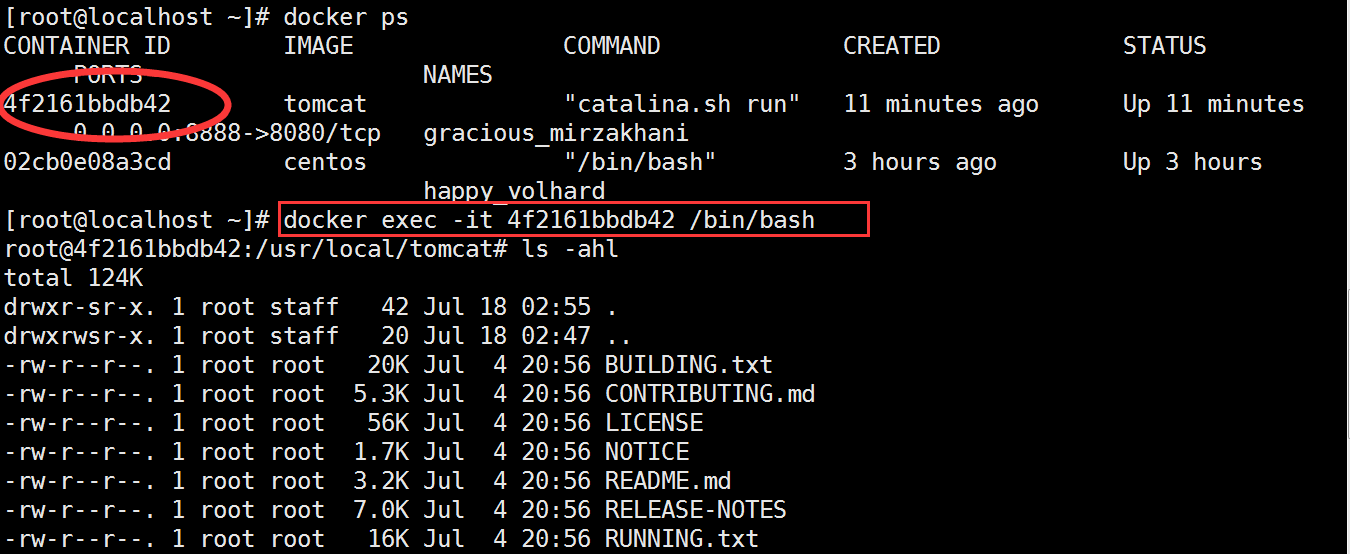 [root@localhost ~]# docker ps
CONTAINER ID        IMAGE               COMMAND             CREATED             STATUS
     PORTS                    NAMES
4f2161bbdb42        tomcat              "catalina.sh run"   11 minutes ago      Up 11 minutes
     0.0.0.0:8888->8080/tcp   gracious_mirzakhani
02cb0e08a3cd        centos              "/bin/bash"         3 hours ago         Up 3 hours
                              happy_volhard
[root@localhost ~]# docker exec -it 4f2161bbdb42 /bin/bash
root@4f2161bbdb42:/usr/local/tomcat# ls -ahl
total 124K
drwxr-sr-x. 1 root staff   42 Jul 18 02:55 .
drwxrwsr-x. 1 root staff   20 Jul 18 02:47 ..
-rw-r--r--. 1 root root   20K Jul  4 20:56 BUILDING.txt
-rw-r--r--. 1 root root  5.3K Jul  4 20:56 CONTRIBUTING.md
-rw-r--r--. 1 root root   56K Jul  4 20:56 LICENSE
-rw-r--r--. 1 root root  1.7K Jul  4 20:56 NOTICE
-rw-r--r--. 1 root root  3.2K Jul  4 20:56 README.md
-rw-r--r--. 1 root root  7.0K Jul  4 20:56 RELEASE-NOTES
-rw-r--r--. 1 root root   16K Jul  4 20:56 RUNNING.txt